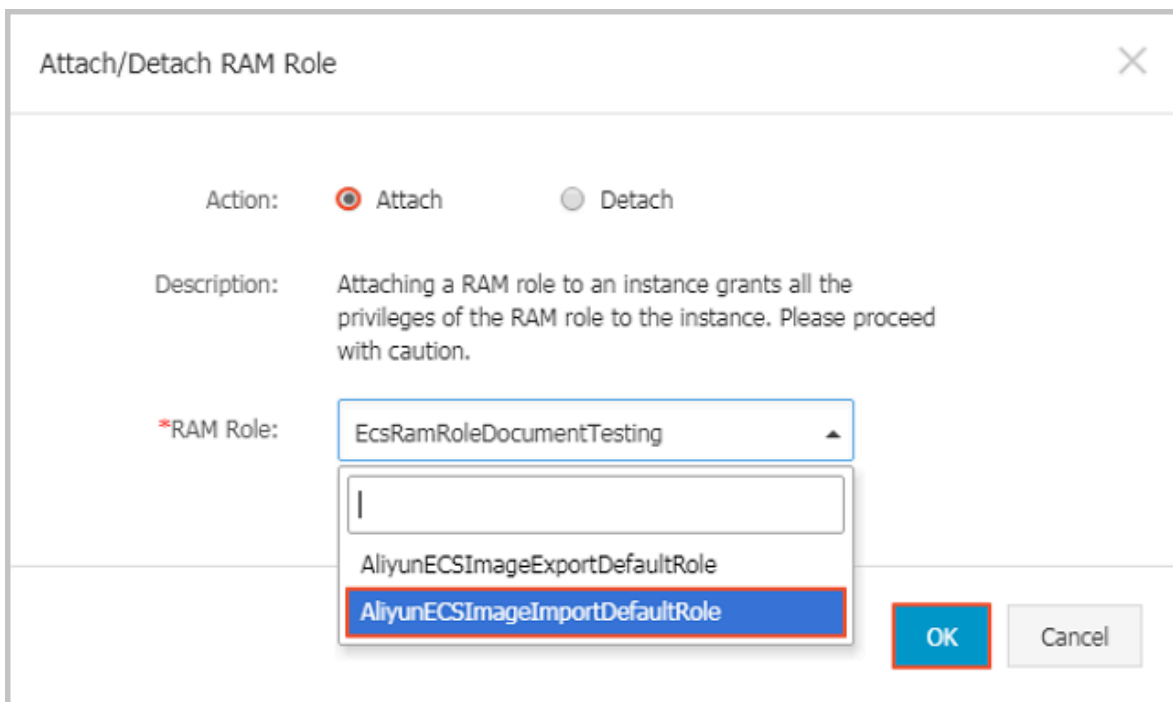 Attach/Detach RAM Role
Action: Attach Detach
Description: Attaching a RAM role to an instance grants all the
privileges of the RAM role to the instance. Please proceed
with caution.
*RAM Role: EcsRamRoleDocumentTesting
AliyunECSImageExportDefaultRole
AliyunECSImageImportDefaultRole
OK Cancel